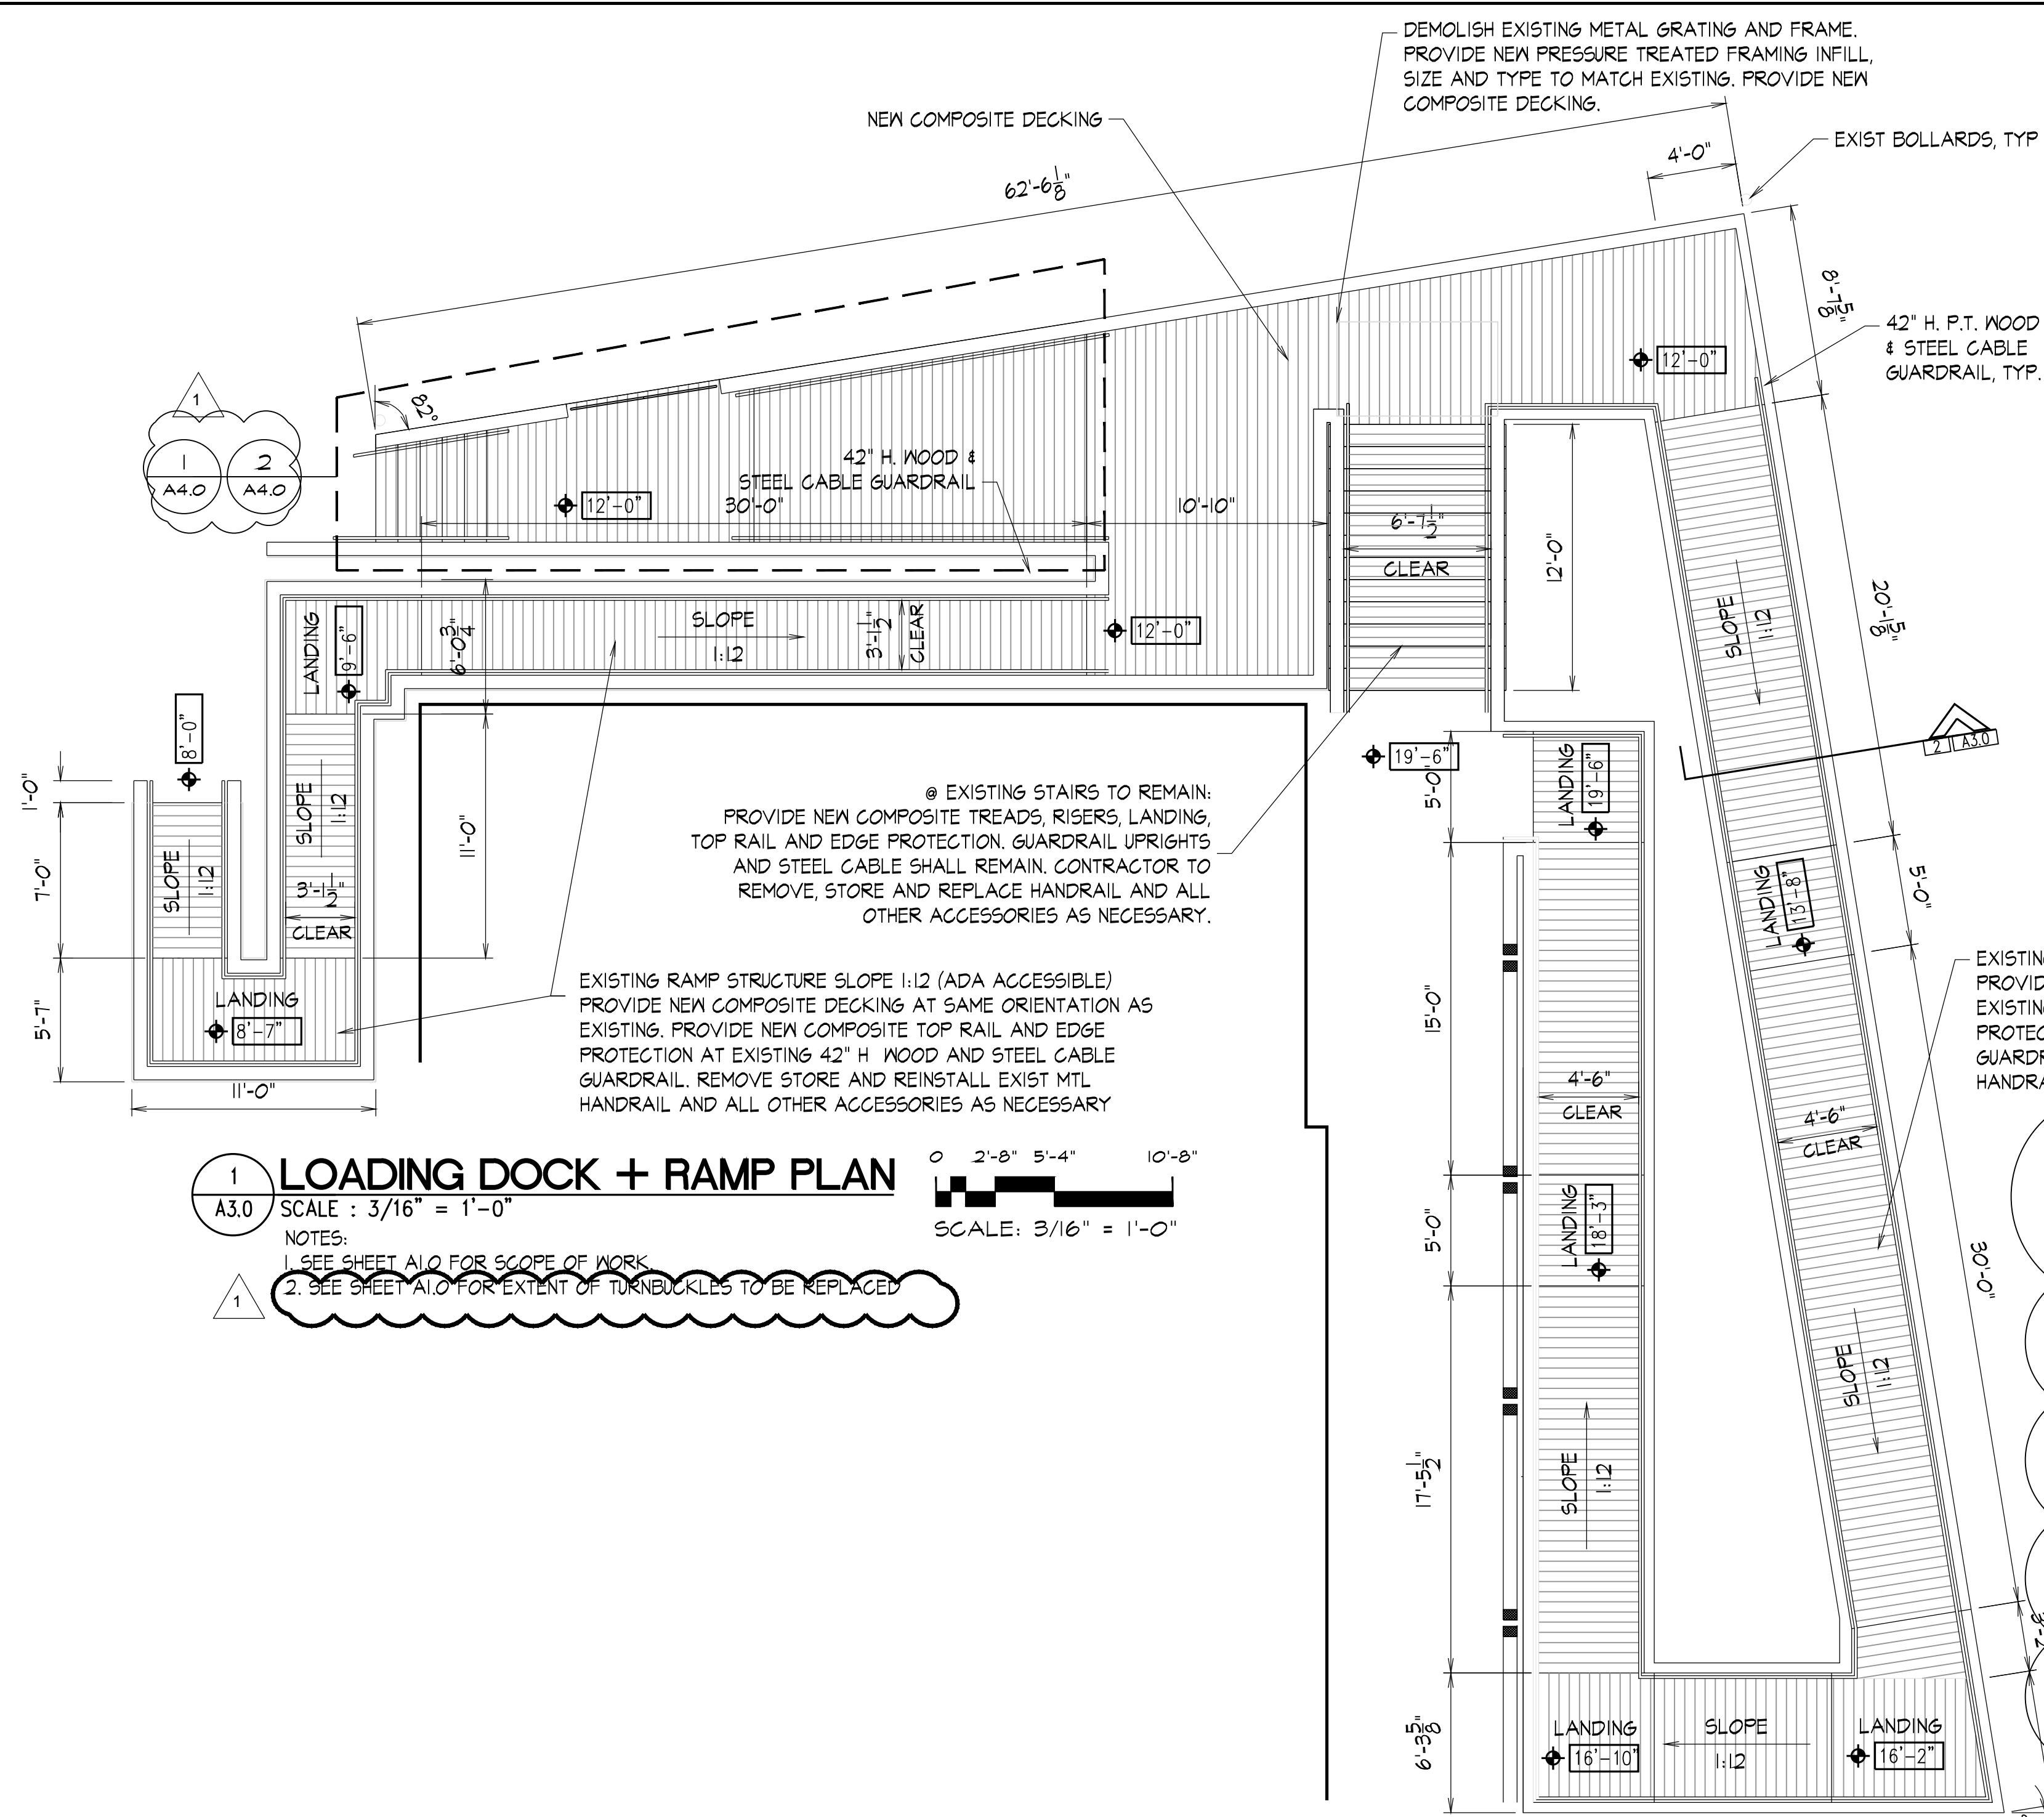 DEMOLISH EXISTING METAL GRATING AND FRAME.
PROVIDE NEW PRESSURE TREATED FRAMING INFILL,
SIZE AND TYPE TO MATCH EXISTING. PROVIDE NEW
COMPOSITE DECKING.
NEW COMPOSITE DECKING
EXIST BOLLARDS, TYP
4'-0"
62'-6 1/8"
8'-7 5/8"
42" H. P.T. WOOD
& STEEL CABLE
GUARDRAIL, TYP.
12'-0"
82°
1
1
A4.0
2
A4.0
42" H. WOOD &
STEEL CABLE GUARDRAIL
12'-0"
30'-0"
10'-10"
6'-7 1/2"
CLEAR
12'-0"
SLOPE
1:12
20'-1 5/8"
LANDING
9'-6"
6'-0 3/4"
SLOPE
1:12
3'-1 1/2"
CLEAR
12'-0"
8'-0"
1'-0"
7'-0"
5'-7"
SLOPE
1:12
SLOPE
1:12
3'-1 1/2"
CLEAR
11'-0"
LANDING
8'-7"
11'-0"
19'-6"
5'-0"
LANDING
19'-6"
2
A3.0
@ EXISTING STAIRS TO REMAIN:
PROVIDE NEW COMPOSITE TREADS, RISERS, LANDING,
TOP RAIL AND EDGE PROTECTION. GUARDRAIL UPRIGHTS
AND STEEL CABLE SHALL REMAIN. CONTRACTOR TO
REMOVE, STORE AND REPLACE HANDRAIL AND ALL
OTHER ACCESSORIES AS NECESSARY.
LANDING
13'-8"
5'-0"
EXISTING RAMP STRUCTURE SLOPE 1:12 (ADA ACCESSIBLE)
PROVIDE NEW COMPOSITE DECKING AT SAME ORIENTATION AS
EXISTING. PROVIDE NEW COMPOSITE TOP RAIL AND EDGE
PROTECTION AT EXISTING 42" H WOOD AND STEEL CABLE
GUARDRAIL. REMOVE STORE AND REINSTALL EXIST MTL
HANDRAIL AND ALL OTHER ACCESSORIES AS NECESSARY
15'-0"
4'-6"
CLEAR
4'-6"
CLEAR
30'-0"
1
A3.0
LOADING DOCK + RAMP PLAN
SCALE : 3/16" = 1'-0"
0 2'-8" 5'-4" 10'-8"
SCALE: 3/16" = 1'-0"
NOTES:
1. SEE SHEET A1.0 FOR SCOPE OF WORK.
2. SEE SHEET A1.0 FOR EXTENT OF TURNBUCKLES TO BE REPLACED
1
5'-0"
LANDING
18'-3"
17'-5 1/2"
SLOPE
1:12
SLOPE
1:12
6'-3 5/8"
LANDING
16'-10"
SLOPE
1:12
LANDING
16'-2"